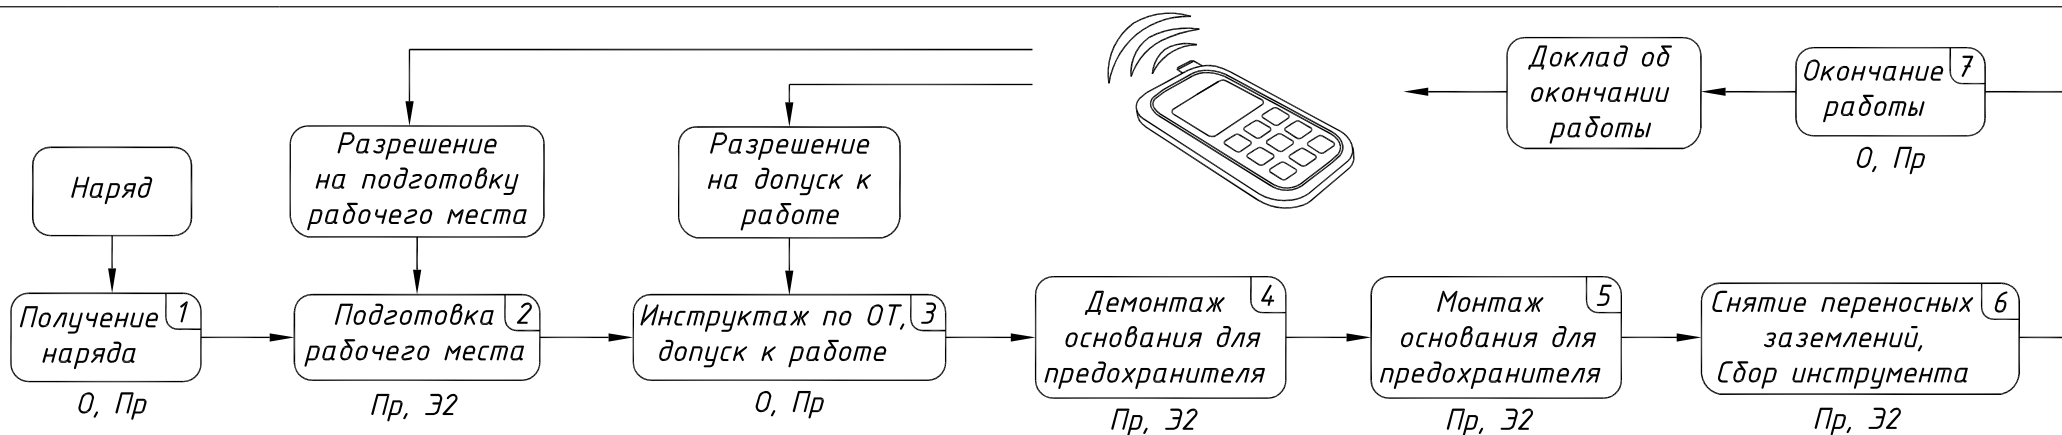 Наряд
Разрешение
на подготовку
рабочего места
Разрешение
на допуск к
работе
Доклад об
окончании
работы
Окончание
работы
7
О, Пр
Получение
наряда
1
О, Пр
Подготовка
рабочего места
2
Пр, Э2
Инструктаж по ОТ,
допуск к работе
3
О, Пр
Демонтаж
основания для
предохранителя
4
Пр, Э2
Монтаж
основания для
предохранителя
5
Пр, Э2
Снятие переносных
заземлений,
Сбор инструмента
6
Пр, Э2